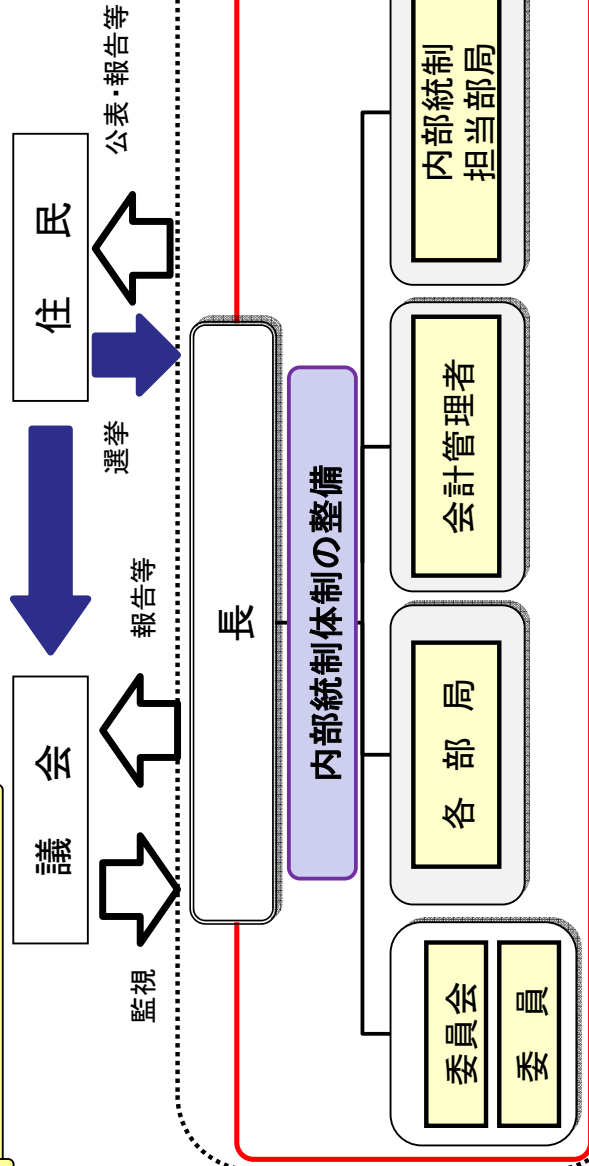 議 会
住 民
監視
報告等
選挙
公表・報告等
長
内部統制体制の整備
委員会
委 員
各 部 局
会計管理者
内部統制
担当部局